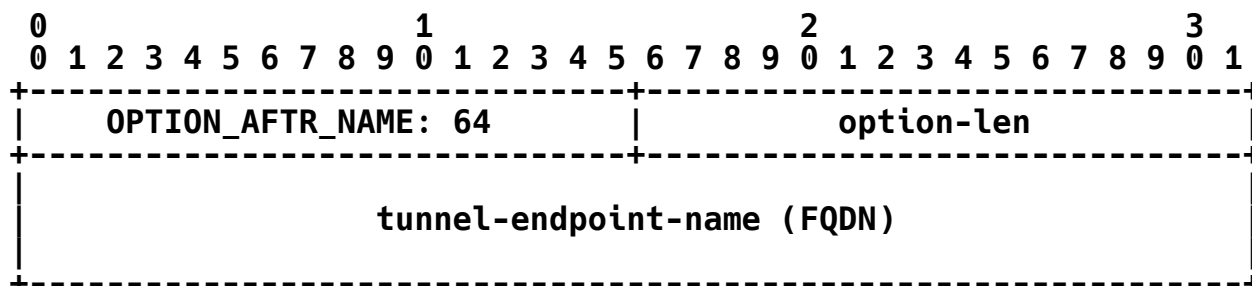 0                   1                   2                   3
0 1 2 3 4 5 6 7 8 9 0 1 2 3 4 5 6 7 8 9 0 1 2 3 4 5 6 7 8 9 0 1
+-------------------------------+-------------------------------+
|    OPTION_AFTR_NAME: 64       |          option-len           |
+-------------------------------+-------------------------------+
|                                                               |
|                  tunnel-endpoint-name (FQDN)                  |
|                                                               |
+---------------------------------------------------------------+